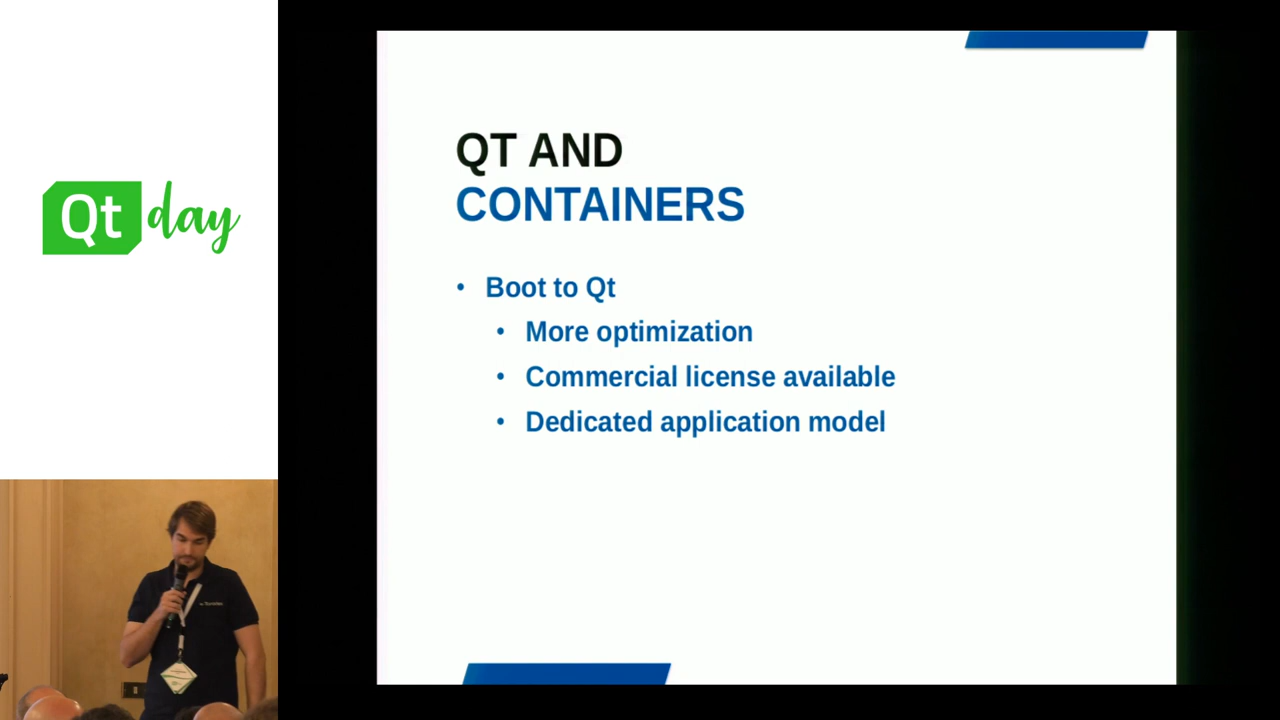 Qt day
QT AND
CONTAINERS
• Boot to Qt
• More optimization
• Commercial license available
• Dedicated application model